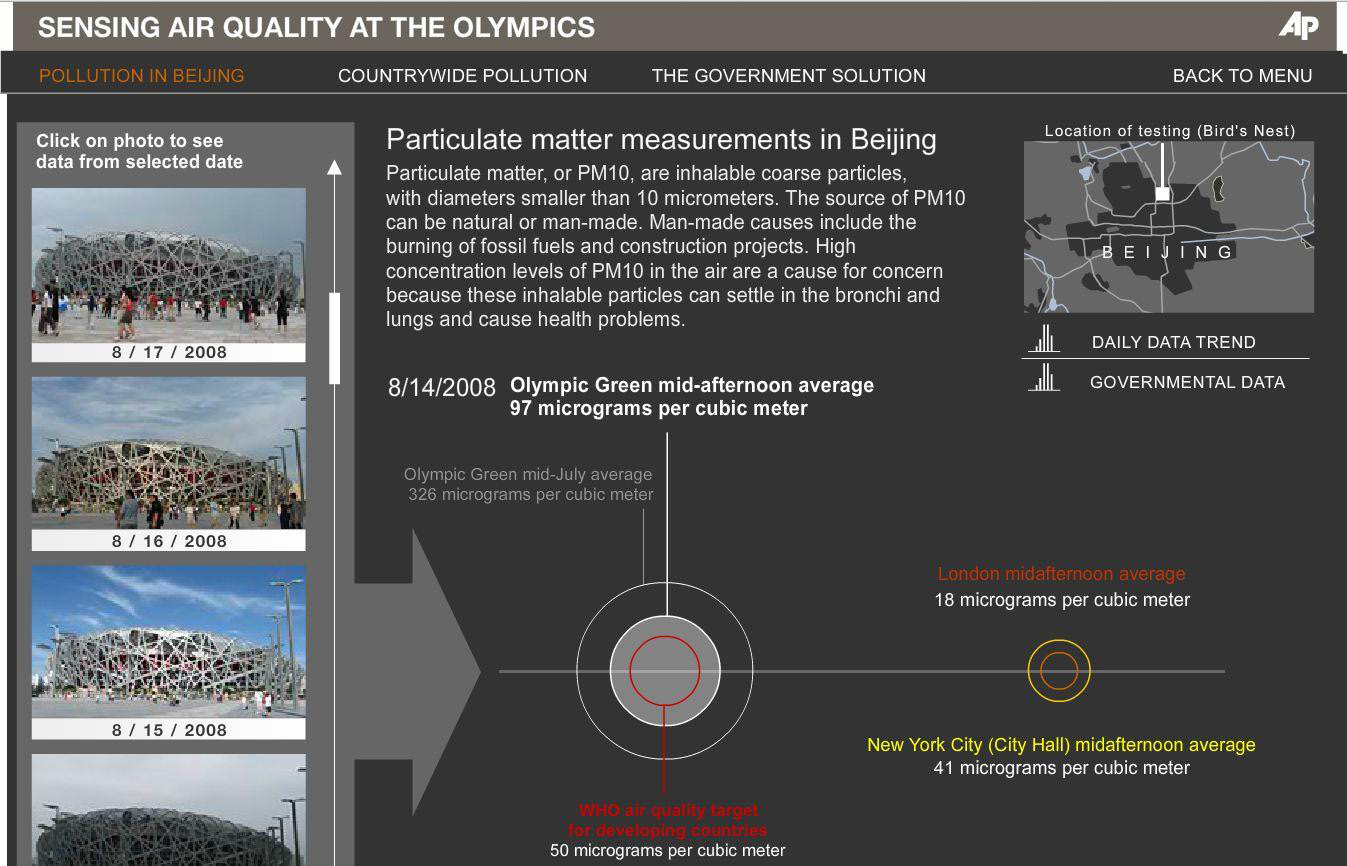 SENSING AIR QUALITY AT THE OLYMPICS
AP
POLLUTION IN BEIJING
COUNTRYWIDE POLLUTION
THE GOVERNMENT SOLUTION
BACK TO MENU
Click on photo to see
data from selected date
8 / 17 / 2008
8 / 16 / 2008
8 / 15 / 2008
Particulate matter measurements in Beijing
Particulate matter, or PM10, are inhalable coarse particles,
with diameters smaller than 10 micrometers. The source of PM10
can be natural or man-made. Man-made causes include the
burning of fossil fuels and construction projects. High
concentration levels of PM10 in the air are a cause for concern
because these inhalable particles can settle in the bronchi and
lungs and cause health problems.
Location of testing (Bird's Nest)
BEIJING
DAILY DATA TREND
GOVERNMENTAL DATA
8/14/2008
Olympic Green mid-afternoon average
97 micrograms per cubic meter
Olympic Green mid-July average
326 micrograms per cubic meter
London midafternoon average
18 micrograms per cubic meter
New York City (City Hall) midafternoon average
41 micrograms per cubic meter
WHO air quality target
for developing countries
50 micrograms per cubic meter